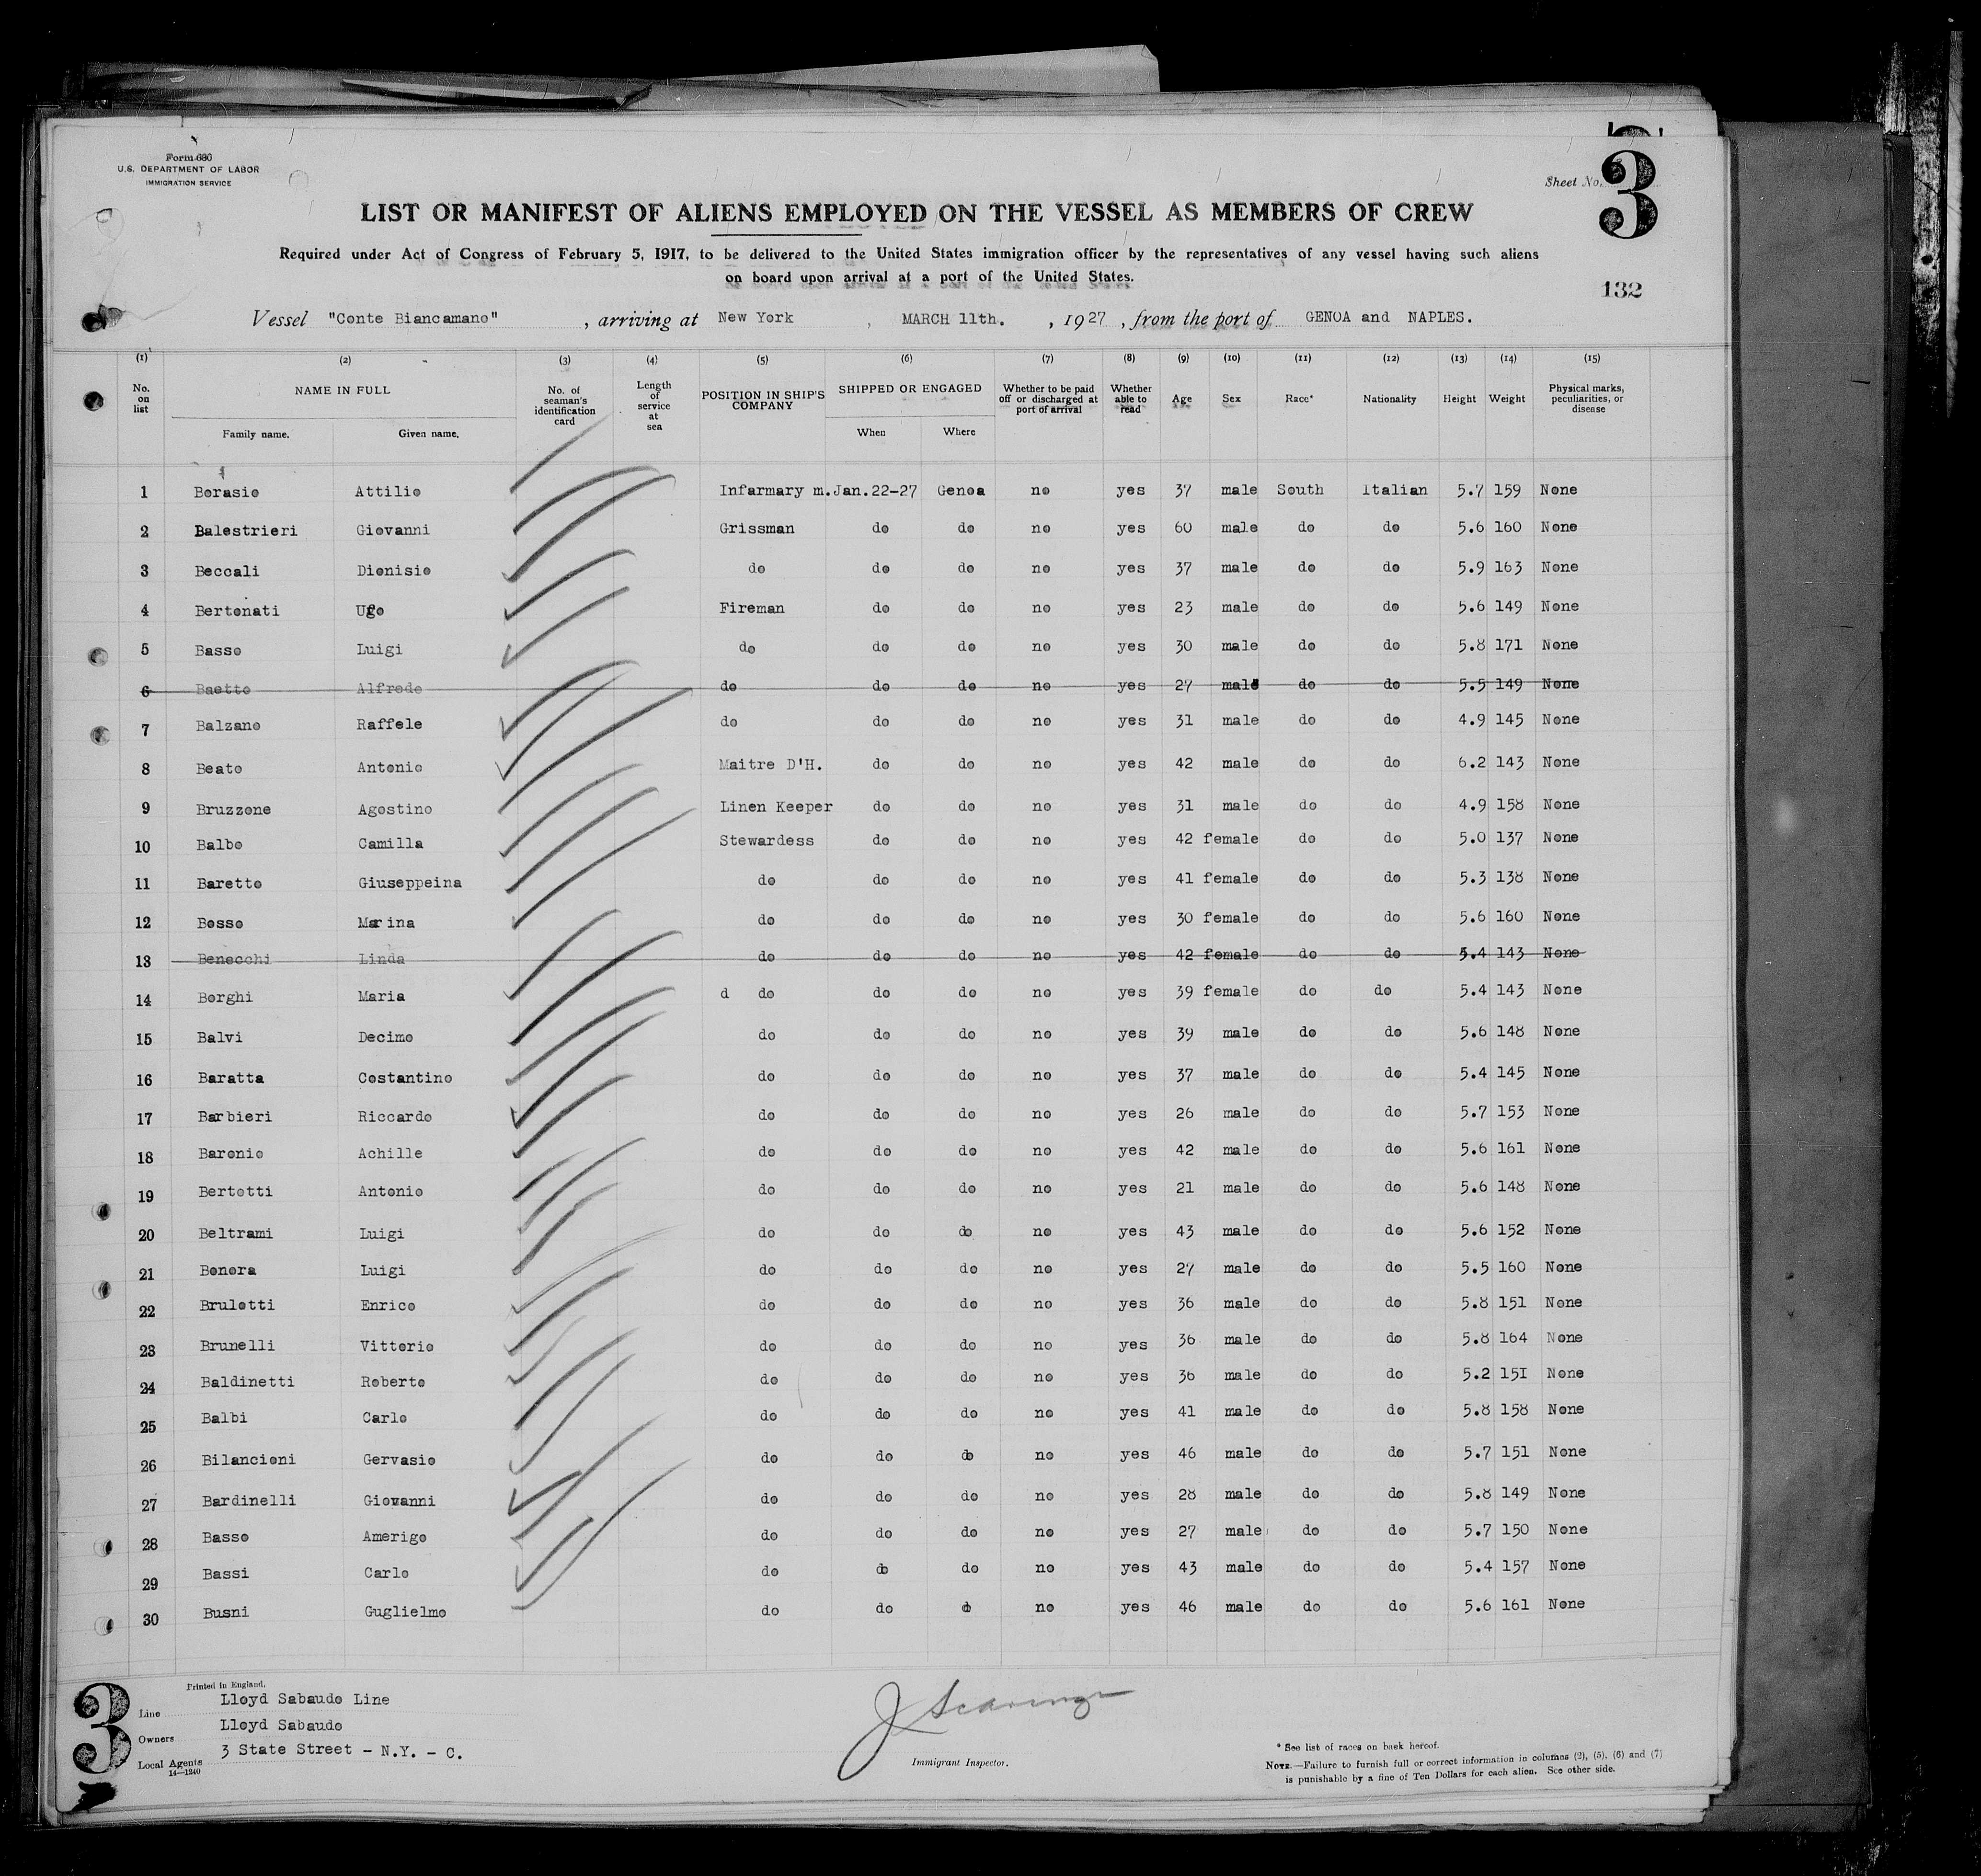 Form 680
U.S. DEPARTMENT OF LABOR
IMMIGRATION SERVICE
Sheet No. 3
LIST OR MANIFEST OF ALIENS EMPLOYED ON THE VESSEL AS MEMBERS OF CREW
Required under Act of Congress of February 5, 1917, to be delivered to the United States immigration officer by the representatives of any vessel having such aliens
on board upon arrival at a port of the United States.
132
Vessel "Conte Biancamano" , arriving at New York , MARCH 11th. , 1927 , from the port of GENOA and NAPLES.
(1) (2) (3) (4) (5) (6) (7) (8) (9) (10) (11) (12) (13) (14) (15)
No. on list NAME IN FULL No. of seaman's identification card Length of service at sea POSITION IN SHIP'S COMPANY SHIPPED OR ENGAGED Whether to be paid off or discharged at port of arrival Whether able to read Age Sex Race* Nationality Height Weight Physical marks, peculiarities, or disease
Family name. Given name. When Where
1 Borasio Attilio Infarmary m. Jan.22-27 Genoa no yes 37 male South Italian 5.7 159 None
2 Balestrieri Giovanni Grissman do do no yes 60 male do do 5.6 160 None
3 Beccali Dionisio do do do no yes 37 male do do 5.9 163 None
4 Bertonati Ugo Fireman do do no yes 23 male do do 5.6 149 None
5 Basso Luigi do do do no yes 30 male do do 5.8 171 None
6 Baetto Alfredo do do do no yes 27 male do do 5.5 149 None
7 Balzano Raffele do do do no yes 31 male do do 4.9 145 None
8 Beato Antonio Maitre D'H. do do no yes 42 male do do 6.2 143 None
9 Bruzzone Agostino Linen Keeper do do no yes 31 male do do 4.9 158 None
10 Balbo Camilla Stewardess do do no yes 42 female do do 5.0 137 None
11 Baretto Giuseppeina do do do no yes 41 female do do 5.3 138 None
12 Bosso Marina do do do no yes 30 female do do 5.6 160 None
13 Benecchi Linda do do do no yes 42 female do do 5.4 143 None
14 Borghi Maria d do do do no yes 39 female do do 5.4 143 None
15 Balvi Decimo do do do no yes 39 male do do 5.6 148 None
16 Baratta Costantino do do do no yes 37 male do do 5.4 145 None
17 Barbieri Riccardo do do do no yes 26 male do do 5.7 153 None
18 Baronio Achille do do do no yes 42 male do do 5.6 161 None
19 Bertotti Antonio do do do no yes 21 male do do 5.6 148 None
20 Beltrami Luigi do do do no yes 43 male do do 5.6 152 None
21 Bonora Luigi do do do no yes 27 male do do 5.5 160 None
22 Brulotti Enrico do do do no yes 36 male do do 5.8 151 None
23 Brunelli Vittorio do do do no yes 36 male do do 5.8 164 None
24 Baldinetti Roberto do do do no yes 36 male do do 5.2 15I None
25 Balbi Carlo do do do no yes 41 male do do 5.8 158 None
26 Bilancioni Gervasio do do do no yes 46 male do do 5.7 151 None
27 Bardinelli Giovanni do do do no yes 28 male do do 5.8 149 None
28 Basso Amerigo do do do no yes 27 male do do 5.7 150 None
29 Bassi Carlo do do do no yes 43 male do do 5.4 157 None
30 Busni Guglielmo do do do no yes 46 male do do 5.6 161 None
3
Printed in England.
Line Lloyd Sabaudo Line
Owners Lloyd Sabaudo
Local Agents 3 State Street - N.Y. - C.
14—1240
Immigrant Inspector.
* See list of races on back hereof.
NOTE.—Failure to furnish full or correct information in columns (2), (5), (6) and (7)
is punishable by a fine of Ten Dollars for each alien. See other side.